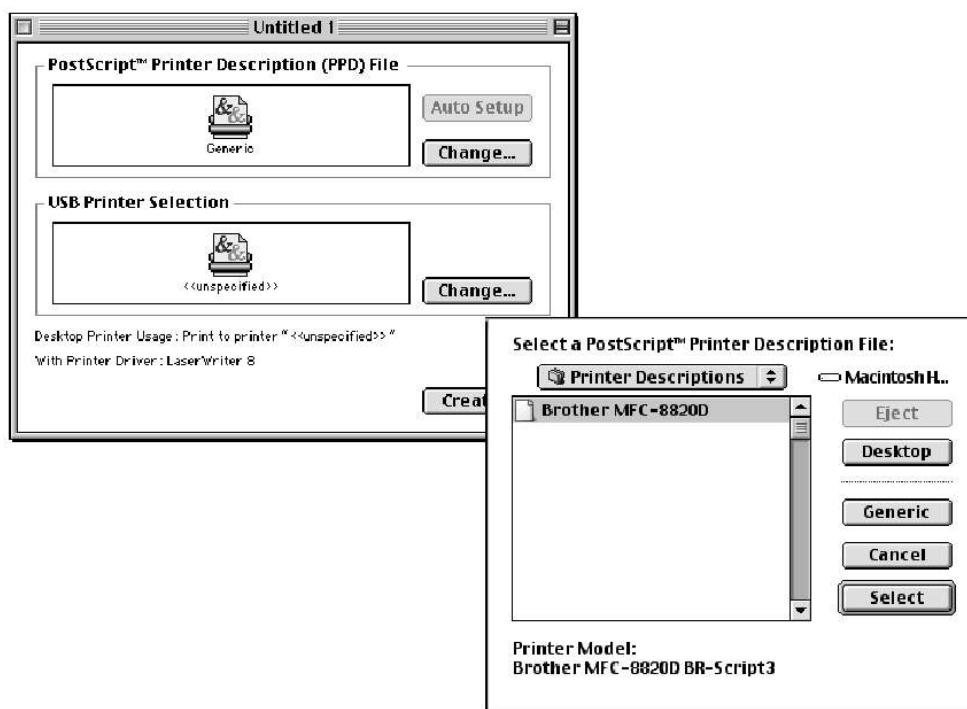 Untitled 1
PostScript™ Printer Description (PPD) File
Generic
Auto Setup
Change...
USB Printer Selection
<<unspecified>>
Change...
Desktop Printer Usage : Print to printer “<<unspecified>>”
With Printer Driver : LaserWriter 8
Creat
Select a PostScript™ Printer Description File:
Printer Descriptions
Macintosh H...
Brother MFC-8820D
Eject
Desktop
Generic
Cancel
Select
Printer Model:
Brother MFC-8820D BR-Script3